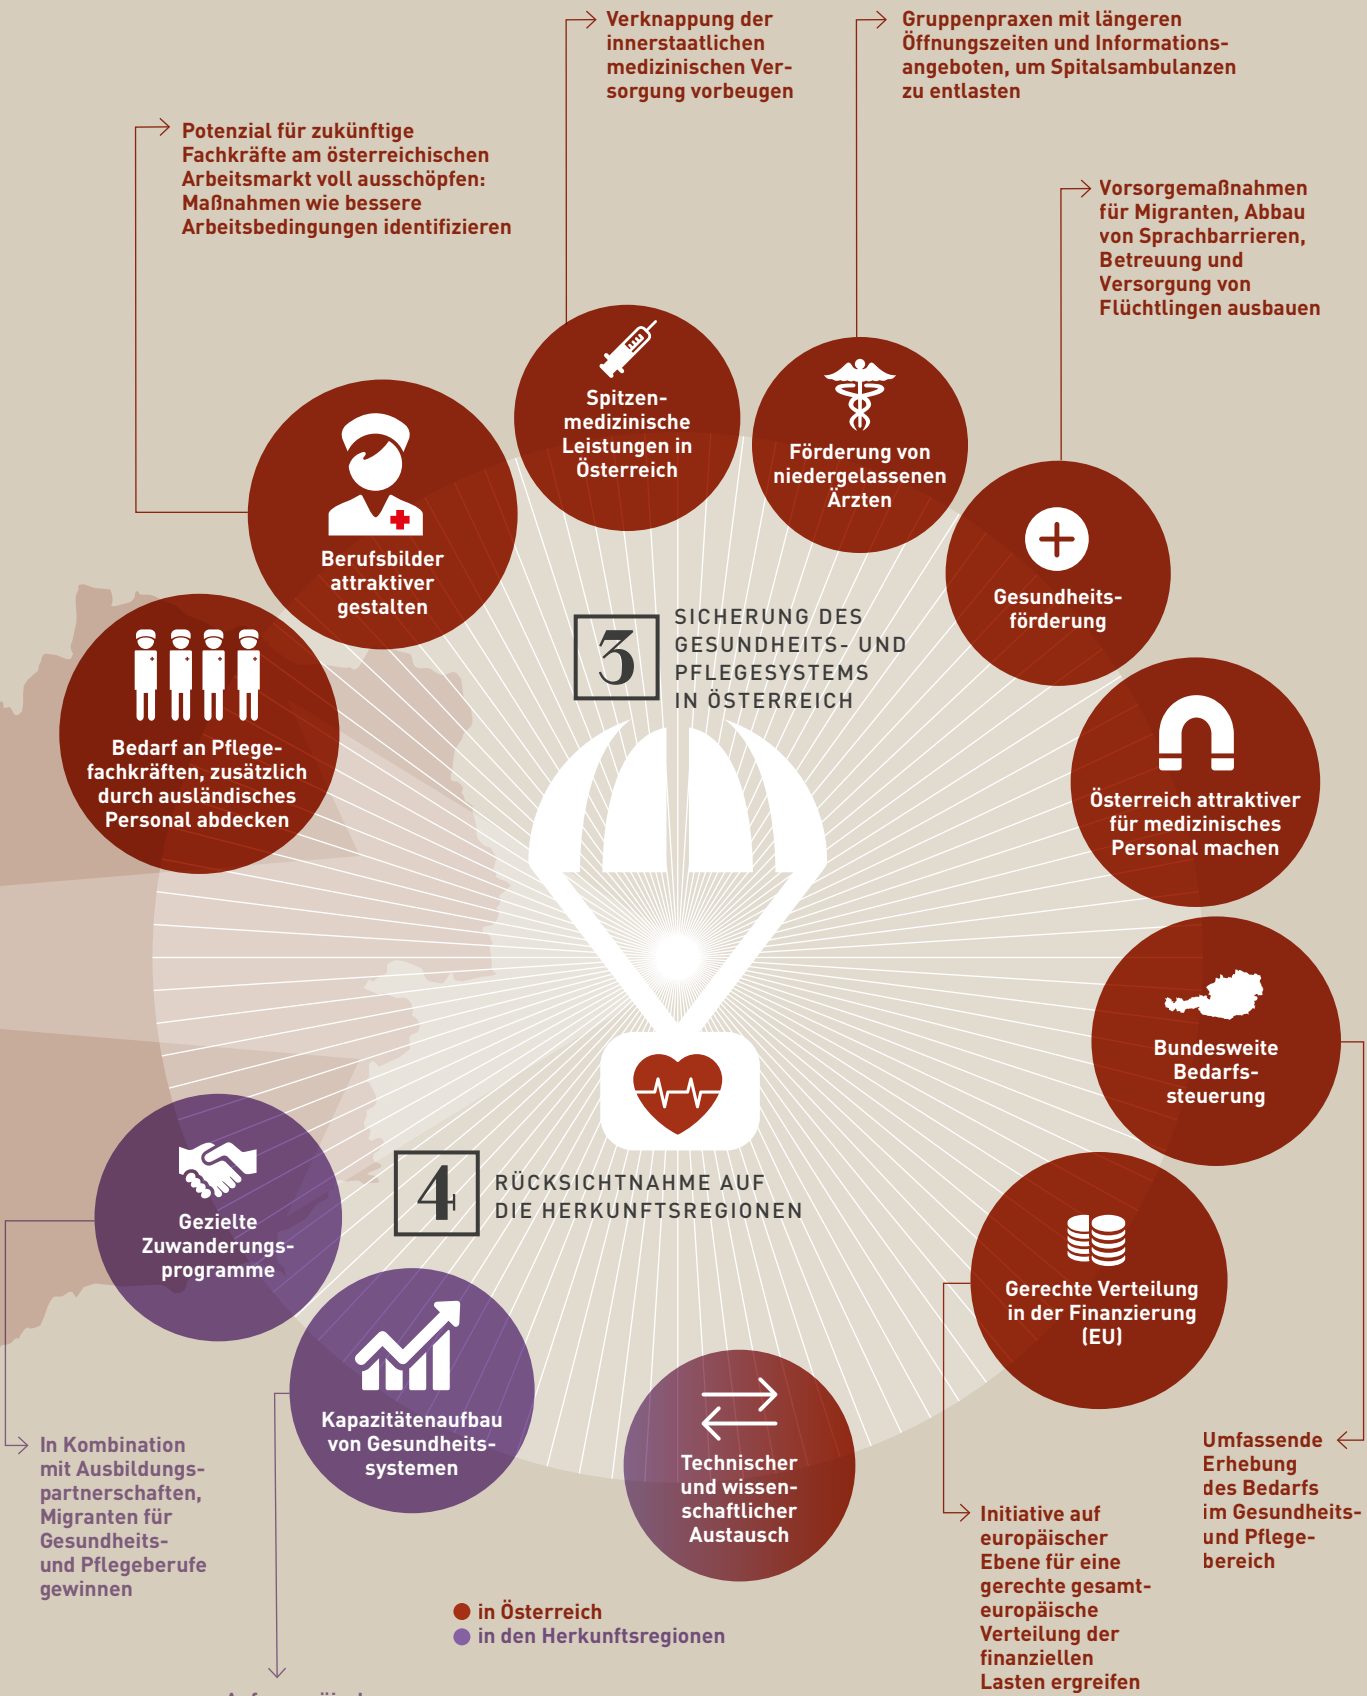 Verknappung der
innerstaatlichen
medizinischen Ver-
sorgung vorbeugen
Gruppenpraxen mit längeren
Öffnungszeiten und Informations-
angeboten, um Spitalsambulanzen
zu entlasten
Potenzial für zukünftige
Fachkräfte am österreichischen
Arbeitsmarkt voll ausschöpfen:
Maßnahmen wie bessere
Arbeitsbedingungen identifizieren
Vorsorgemaßnahmen
für Migranten, Abbau
von Sprachbarrieren,
Betreuung und
Versorgung von
Flüchtlingen ausbauen
Spitzen-
medizinische
Leistungen in
Österreich
Förderung von
niedergelassenen
Ärzten
Berufsbilder
attraktiver
gestalten
Gesundheits-
förderung
3
SICHERUNG DES
GESUNDHEITS- UND
PFLEGESYSTEMS
IN ÖSTERREICH
Bedarf an Pflege-
fachkräften, zusätzlich
durch ausländisches
Personal abdecken
Österreich attraktiver
für medizinisches
Personal machen
Bundesweite
Bedarfs-
steuerung
4
RÜCKSICHTNAHME AUF
DIE HERKUNFTSREGIONEN
Gezielte
Zuwanderungs-
programme
Gerechte Verteilung
in der Finanzierung
(EU)
Kapazitätenaufbau
von Gesundheits-
systemen
Technischer
und wissen-
schaftlicher
Austausch
In Kombination
mit Ausbildungs-
partnerschaften,
Migranten für
Gesundheits-
und Pflegeberufe
gewinnen
Umfassende
Erhebung
des Bedarfs
im Gesundheits-
und Pflege-
bereich
Initiative auf
europäischer
Ebene für eine
gerechte gesamt-
europäische
Verteilung der
finanziellen
Lasten ergreifen
in Österreich
in den Herkunftsregionen